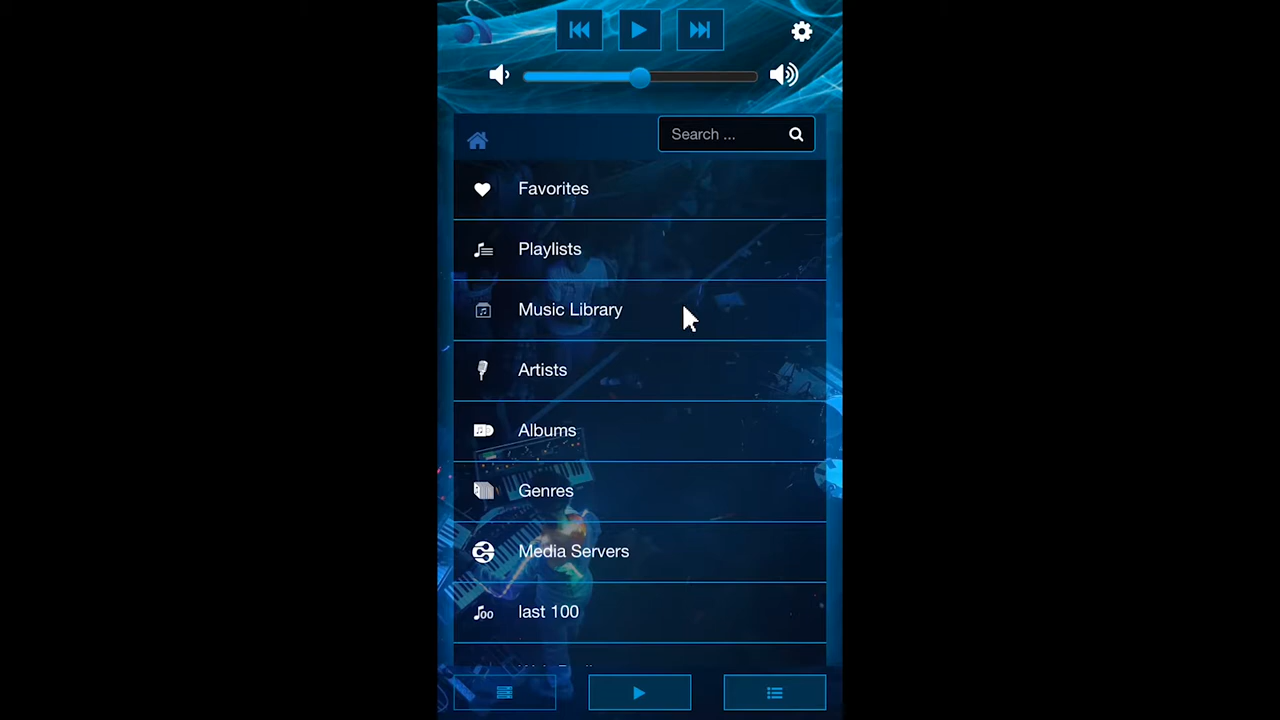 Search ...
Favorites
Playlists
Music Library
Artists
Albums
Genres
Media Servers
last 100